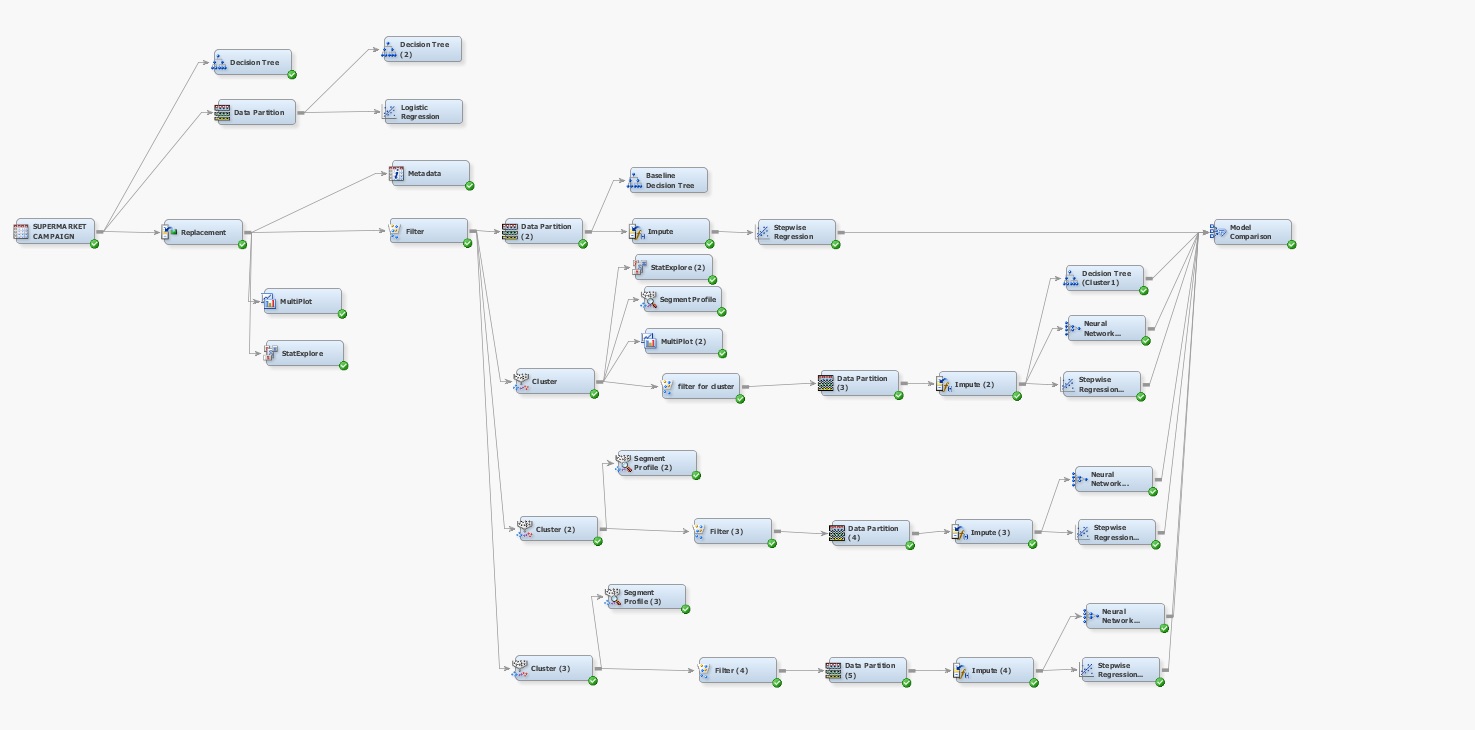 Decision Tree
(2)
Decision Tree
Data Partition
Logistic
Regression
Metadata
Baseline
Decision Tree
SUPERMARKET
CAMPAIGN
Replacement
Filter
Data Partition
(2)
Impute
Stepwise
Regression
Model
Comparison
StatExplore (2)
Decision Tree
(Cluster1)
MultiPlot
Segment Profile
Neural
Network...
StatExplore
MultiPlot (2)
Cluster
filter for cluster
Data Partition
(3)
Impute (2)
Stepwise
Regression...
Segment
Profile (2)
Neural
Network...
Cluster (2)
Filter (3)
Data Partition
(4)
Impute (3)
Stepwise
Regression...
Segment
Profile (3)
Neural
Network...
Cluster (3)
Filter (4)
Data Partition
(5)
Impute (4)
Stepwise
Regression...